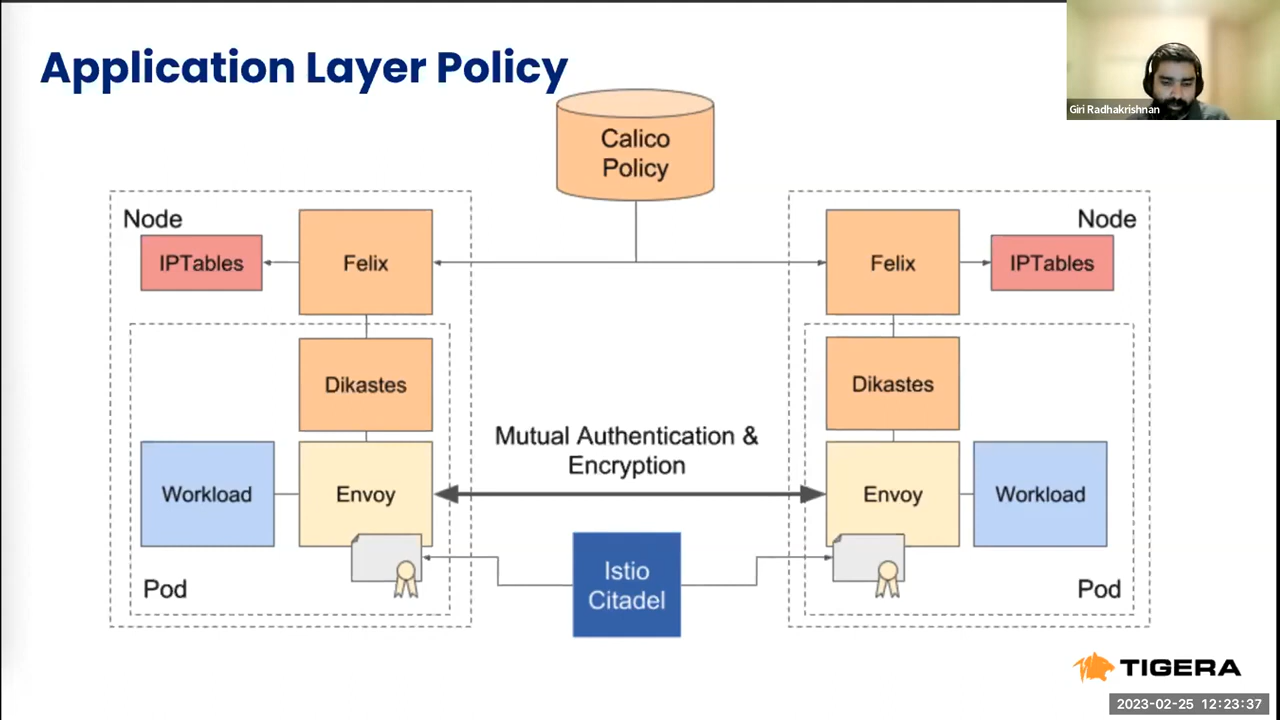 Application Layer Policy
Giri Radhakrishnan
Calico
Policy
Node
IPTables
Felix
Felix
Node
IPTables
Dikastes
Dikastes
Mutual Authentication &
Encryption
Workload
Envoy
Envoy
Workload
Istio
Citadel
Pod
Pod
TIGERA
2023-02-25 12:23:37